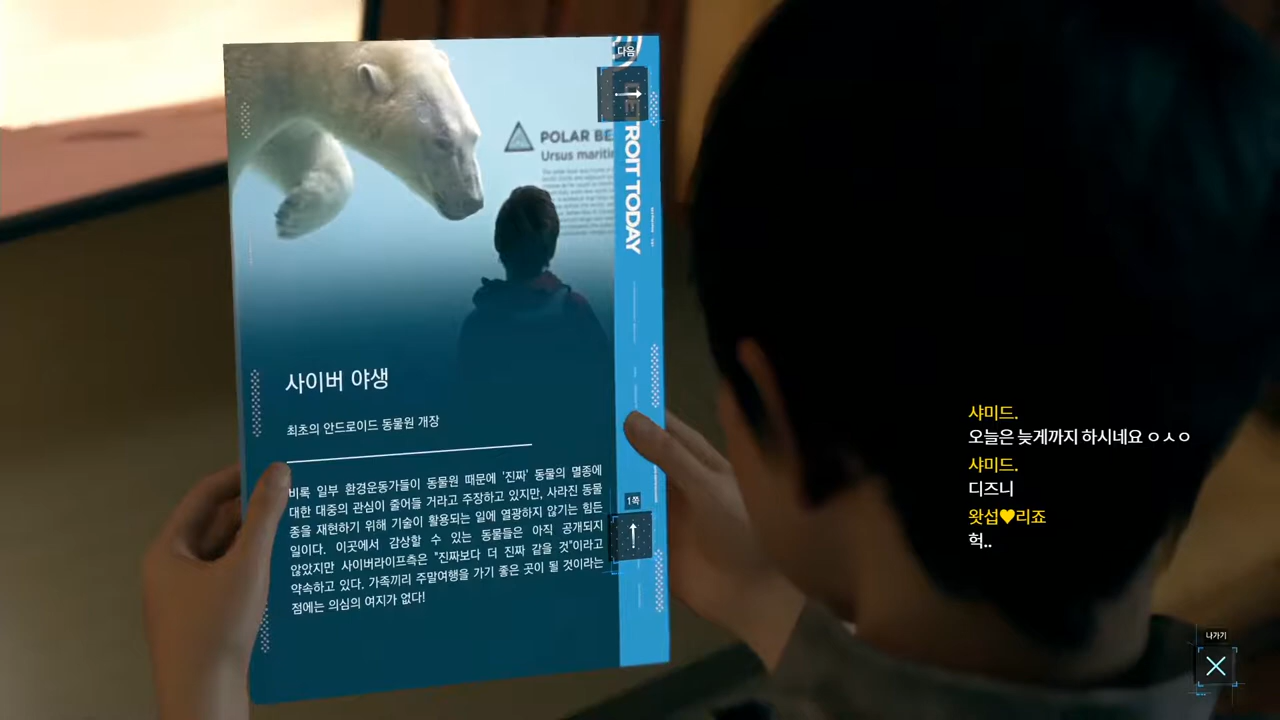 다음
POLAR BE
Ursus mariti
ROIT TODAY
사이버 야생
최초의 안드로이드 동물원 개장
비록 일부 환경운동가들이 동물원 때문에 '진짜' 동물의 멸종에
대한 대중의 관심이 줄어들 거라고 주장하고 있지만, 사라진 동물
종을 재현하기 위해 기술이 활용되는 일에 열광하지 않기는 힘든
일이다. 이곳에서 감상할 수 있는 동물들은 아직 공개되지
않았지만 사이버라이프측은 "진짜보다 더 진짜 같을 것"이라고
약속하고 있다. 가족끼리 주말여행을 가기 좋은 곳이 될 것이라는
점에는 의심의 여지가 없다!
1쪽
샤미드.
오늘은 늦게까지 하시네요 ㅇㅅㅇ
샤미드.
디즈니
왓섭♥리죠
헉..
나가기